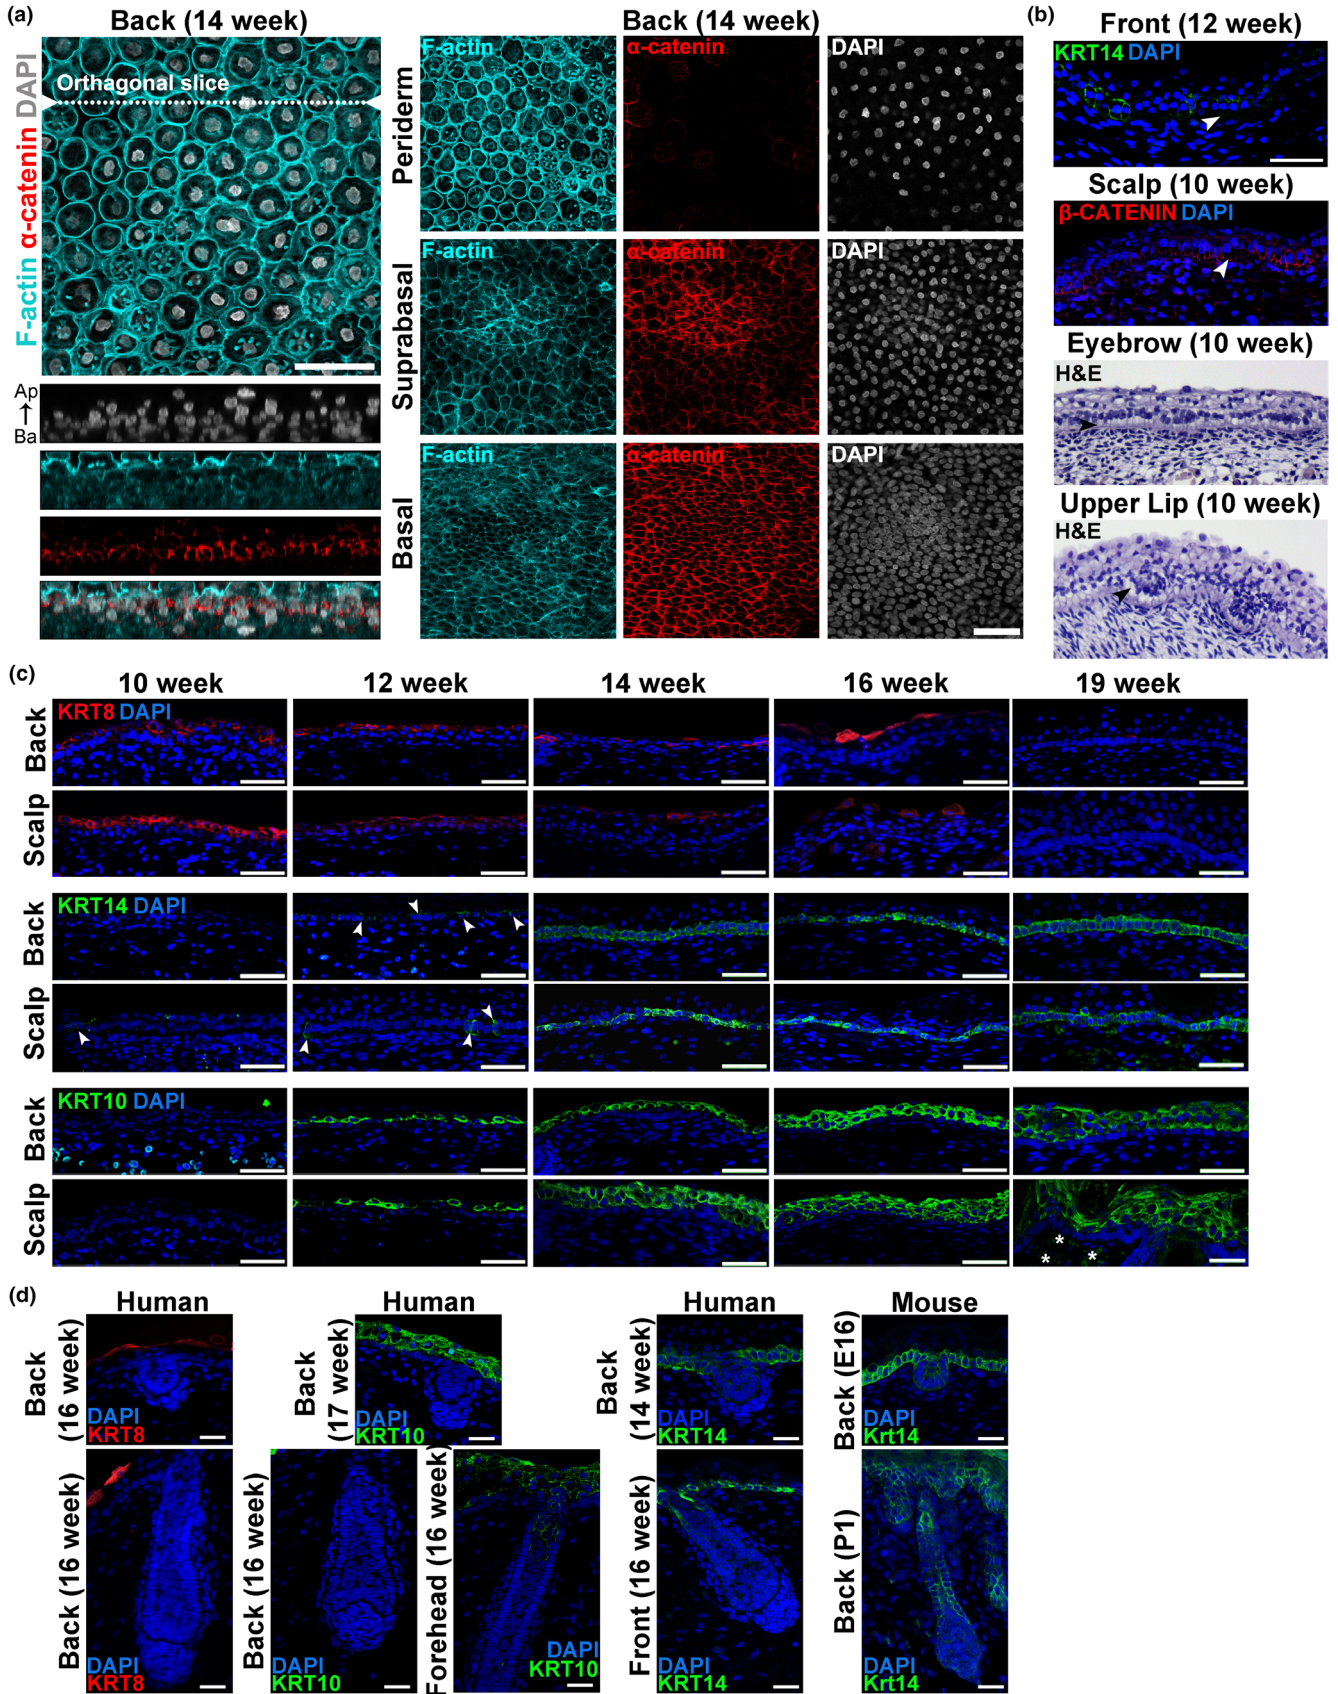 (a)
Back (14 week)
F-actin α-catenin DAPI
Orthagonal slice
Ap
Ba
Back (14 week)
Periderm
F-actin
α-catenin
DAPI
Suprabasal
F-actin
α-catenin
DAPI
Basal
F-actin
α-catenin
DAPI
(b)
Front (12 week)
KRT14 DAPI
Scalp (10 week)
β-CATENIN DAPI
Eyebrow (10 week)
H&E
Upper Lip (10 week)
H&E
(c)
10 week
12 week
14 week
16 week
19 week
Back
KRT8 DAPI
Scalp
Back
KRT14 DAPI
Scalp
Back
KRT10 DAPI
Scalp
* * *
(d)
Human
Back
(16 week)
DAPI
KRT8
Human
Back
(17 week)
DAPI
KRT10
Human
Back
(14 week)
DAPI
KRT14
Mouse
Back (E16)
DAPI
Krt14
Back (16 week)
DAPI
KRT8
Back (16 week)
DAPI
KRT10
Forehead (16 week)
DAPI
KRT10
Front (16 week)
DAPI
KRT14
Back (P1)
DAPI
Krt14